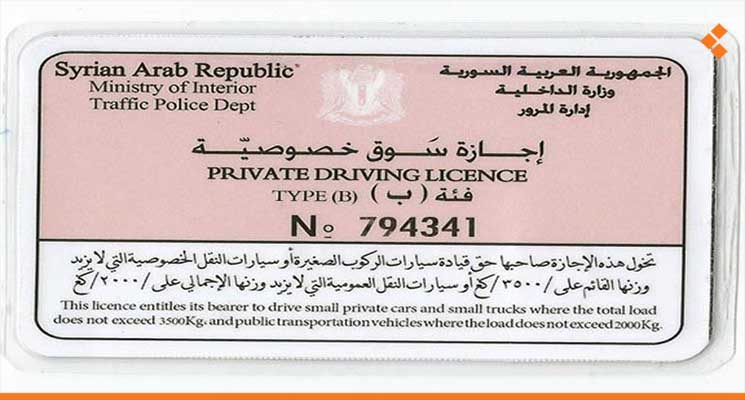 Syrian Arab Republic
Ministry of Interior
Traffic Police Dept
الجمهورية العربية السورية
وزارة الداخلية
إدارة المرور
اجازة سوق خصوصية
PRIVATE DRIVING LICENCE
TYPE (B) فئة (ب)
No 794341
تخول هذه الإجازة صاحبها حق قيادة سيارات الركوب الصغيرة أو سيارات النقل الخصوصية التي لا يزيد
وزنها القائم على /٣٥٠٠/ كغ أو سيارات النقل العمومية التي لا يزيد وزنها الإجمالي على /٢٠٠٠/ كغ
This licence entitles its bearer to drive small private cars and small trucks where the total load
does not exceed 3500Kg. and public transportation vehicles where the load does not exceed 2000Kg.